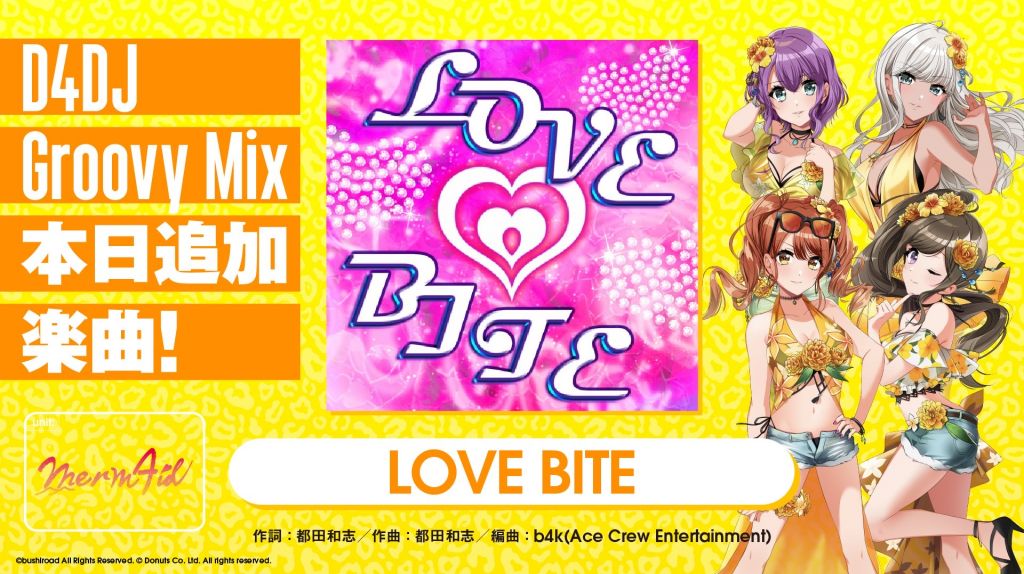 D4DJ
Groovy Mix
本日追加
楽曲!
LOVE
BITE
unit
merm4id
LOVE BITE
作詞：都田和志／作曲：都田和志／編曲：b4k(Ace Crew Entertainment)
©bushiroad All Rights Reserved. © Donuts Co. Ltd. All rights reserved.